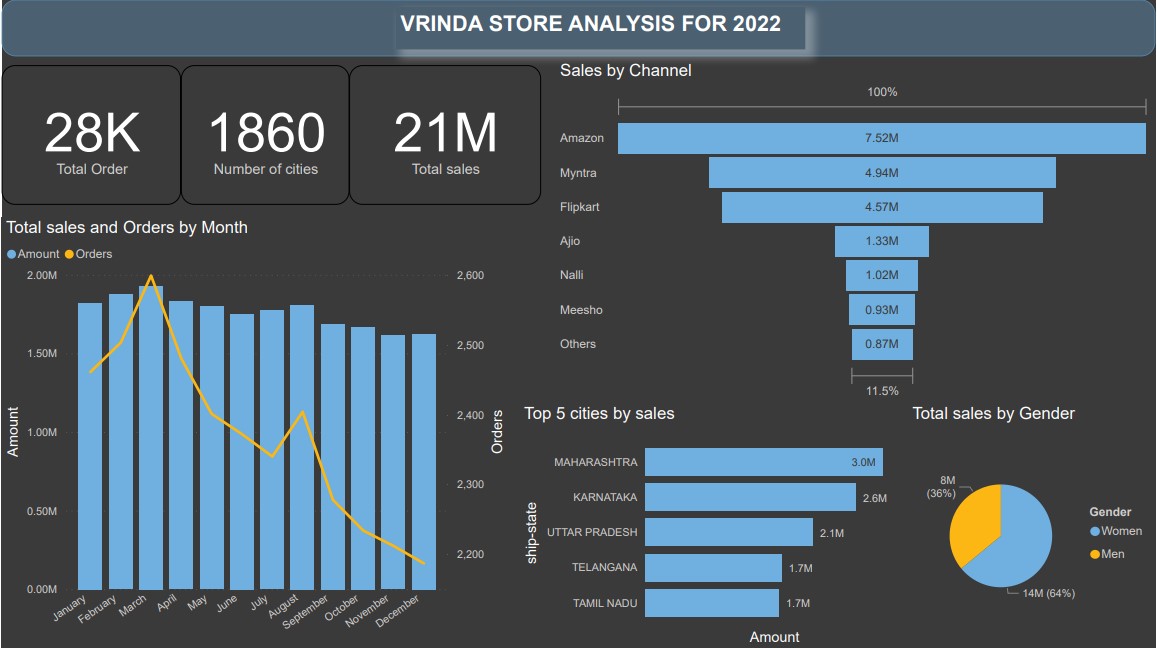 VRINDA STORE ANALYSIS FOR 2022
28K
Total Order
1860
Number of cities
21M
Total sales
Sales by Channel
100%
Amazon 7.52M
Myntra 4.94M
Flipkart 4.57M
Ajio 1.33M
Nalli 1.02M
Meesho 0.93M
Others 0.87M
11.5%
Total sales and Orders by Month
Amount Orders
2.00M 2,600
2,500
1.50M
2,400
1.00M
2,300
0.50M
2,200
0.00M
Amount
Orders
January February March April May June July August September October November December
Top 5 cities by sales
ship-state
MAHARASHTRA 3.0M
KARNATAKA 2.6M
UTTAR PRADESH 2.1M
TELANGANA 1.7M
TAMIL NADU 1.7M
Amount
Total sales by Gender
8M
(36%)
14M (64%)
Gender
Women
Men